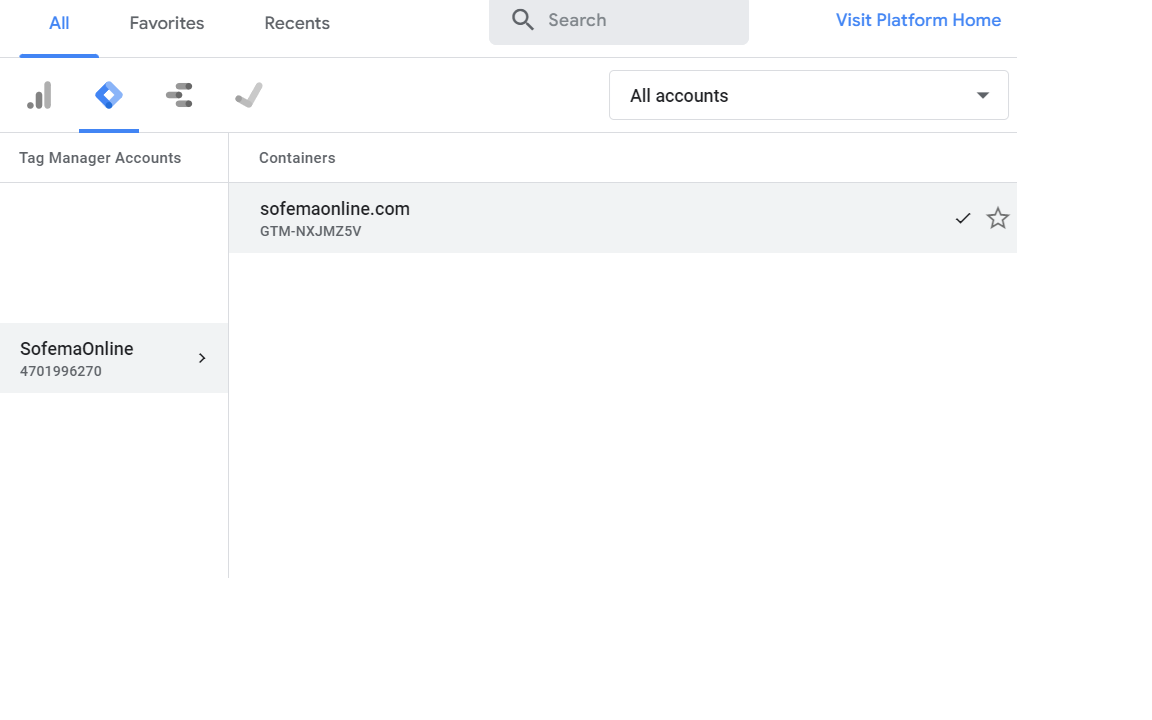 All Favorites Recents Search Visit Platform Home
All accounts
Tag Manager Accounts Containers
sofemaonline.com
GTM-NXJMZ5V
SofemaOnline
4701996270